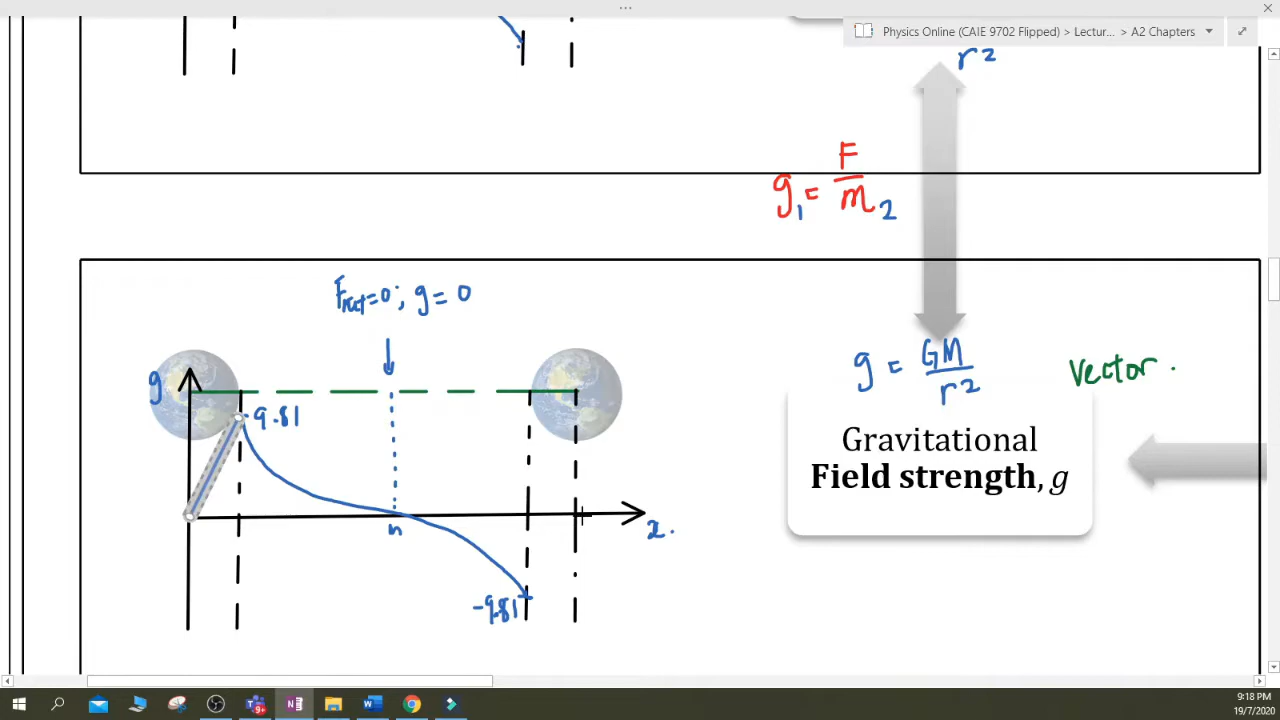 Physics Online (CAIE 9702 Flipped) > Lectur... > A2 Chapters
r²
g₁ = F/m₂
Fnet=0; g = 0
g = GM/r²
vector.
g
9.81
Gravitational
Field strength, g
n
x.
-9.81
9:18 PM
19/7/2020